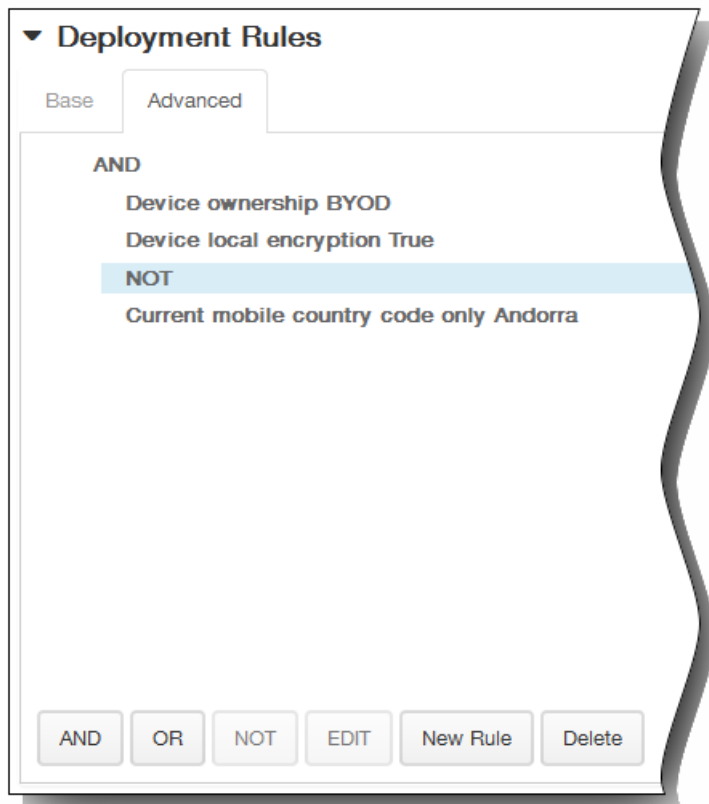 Deployment Rules
Base Advanced
AND
Device ownership BYOD
Device local encryption True
NOT
Current mobile country code only Andorra
AND OR NOT EDIT New Rule Delete